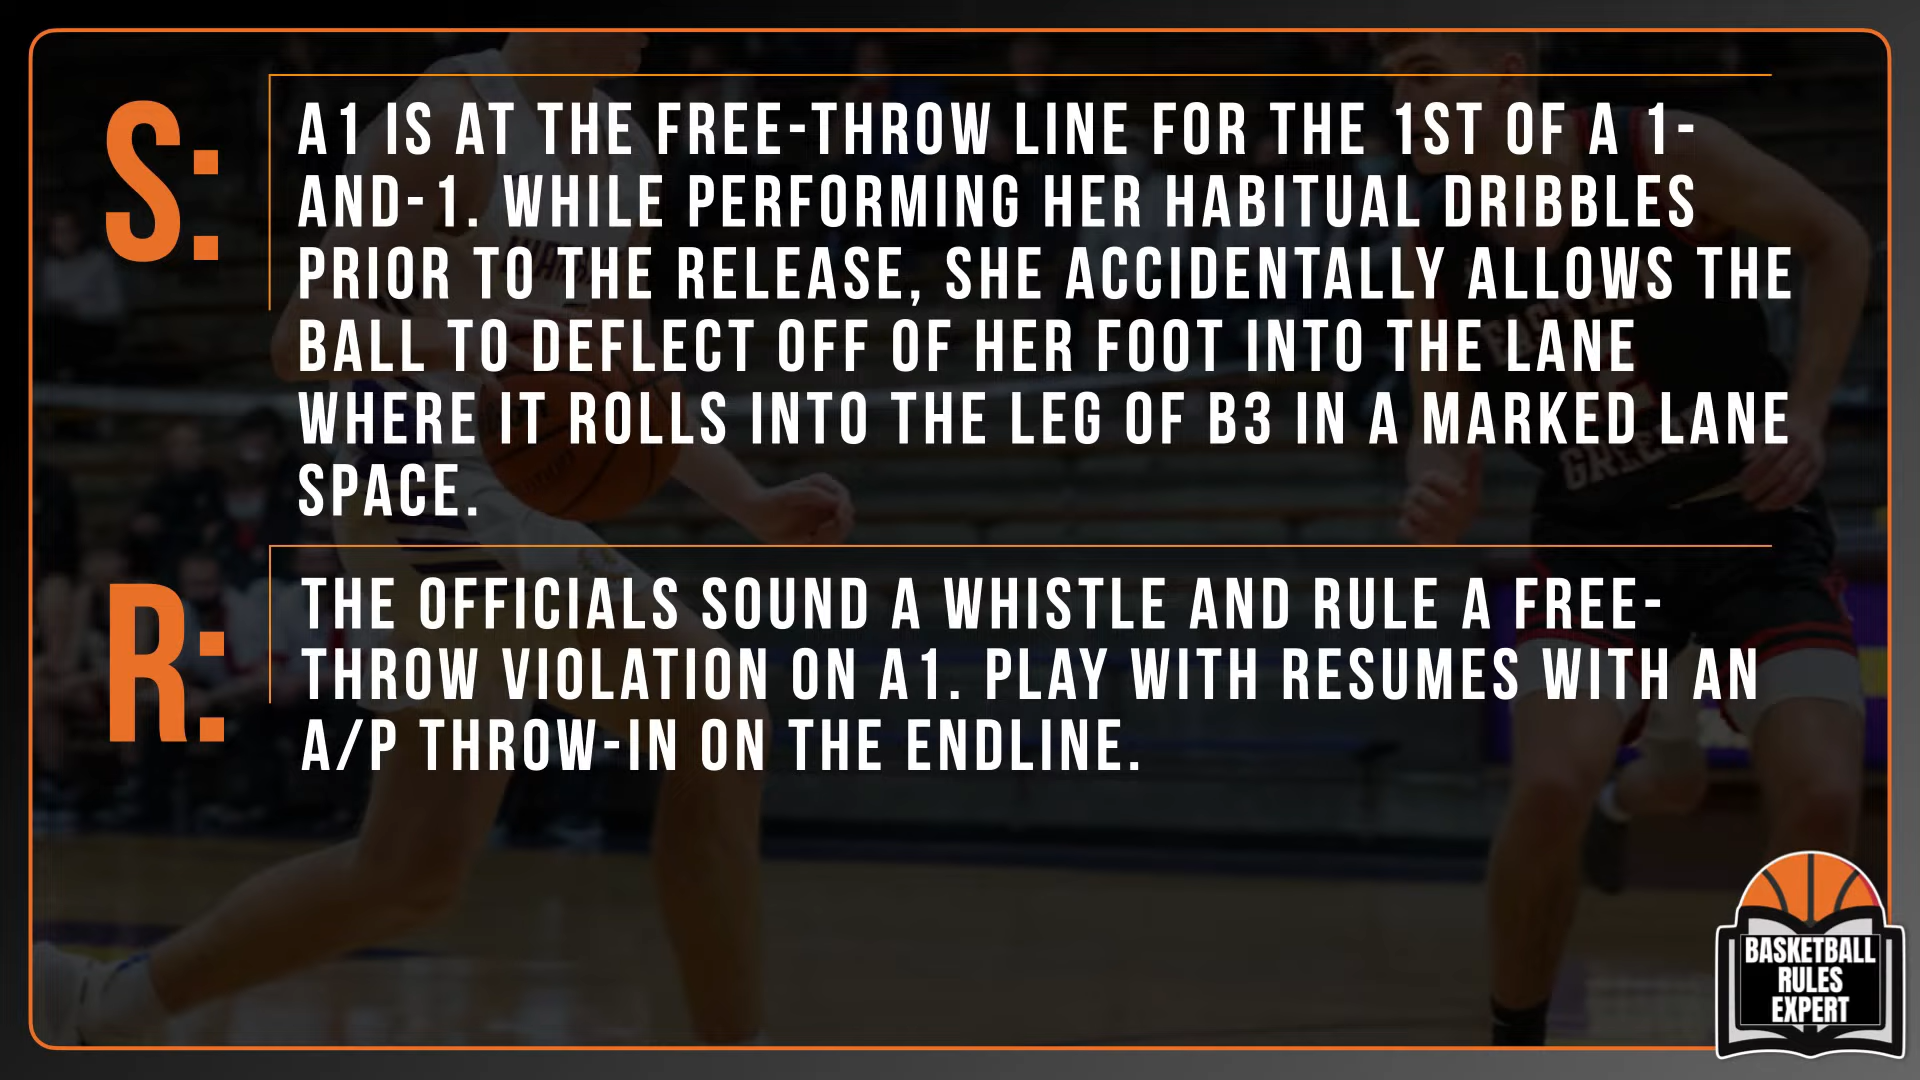 S:
A1 IS AT THE FREE-THROW LINE FOR THE 1ST OF A 1-
AND-1. WHILE PERFORMING HER HABITUAL DRIBBLES
PRIOR TO THE RELEASE, SHE ACCIDENTALLY ALLOWS THE
BALL TO DEFLECT OFF OF HER FOOT INTO THE LANE
WHERE IT ROLLS INTO THE LEG OF B3 IN A MARKED LANE
SPACE.
R:
THE OFFICIALS SOUND A WHISTLE AND RULE A FREE-
THROW VIOLATION ON A1. PLAY WITH RESUMES WITH AN
A/P THROW-IN ON THE ENDLINE.
BASKETBALL
RULES
EXPERT